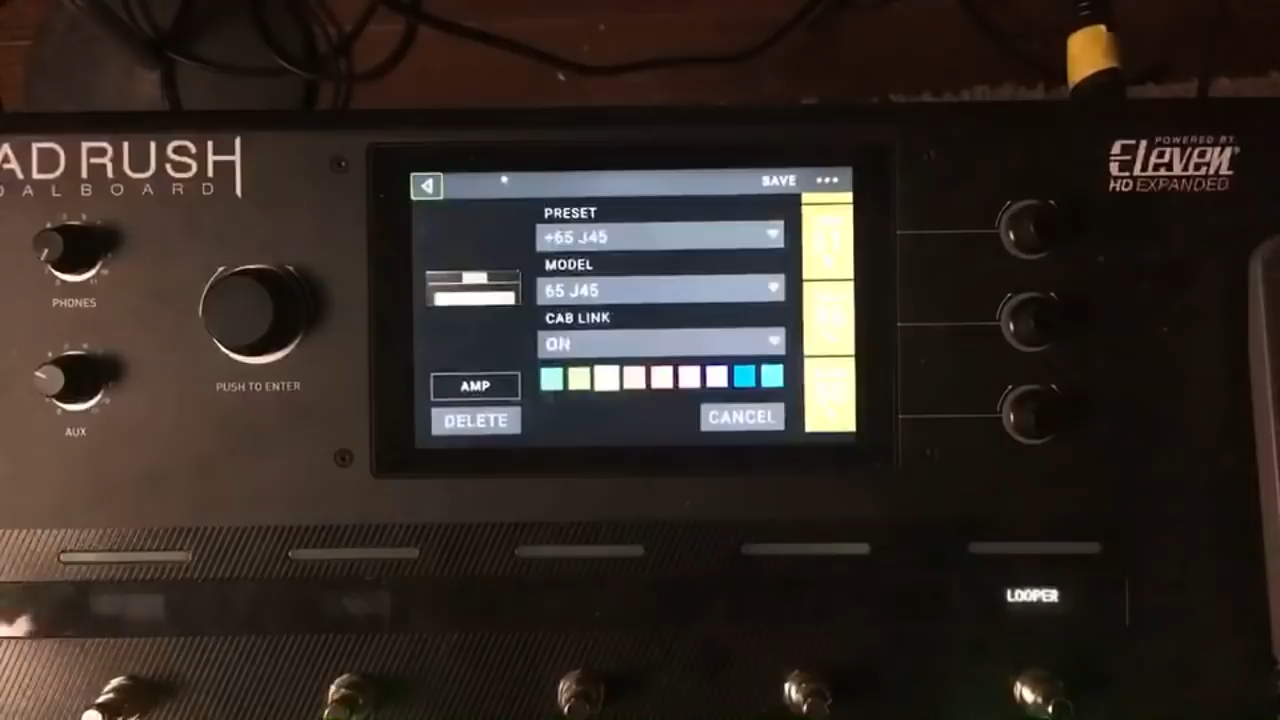 AD RUSH
DALBOARD
POWERED BY
Eleven
HD EXPANDED
SAVE
PRESET
+65 J45
MODEL
65 J45
CAB LINK
ON
AMP
DELETE
CANCEL
PHONES
PUSH TO ENTER
AUX
LOOPER